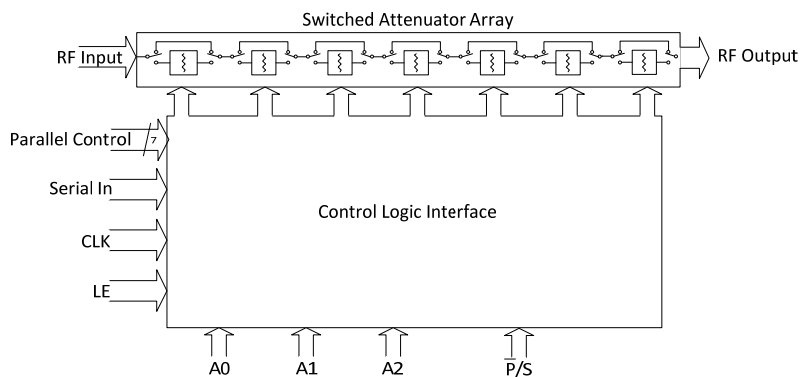 Switched Attenuator Array
RF Input
RF Output
Parallel Control
7
Serial In
Control Logic Interface
CLK
LE
A0
A1
A2
P̅/S